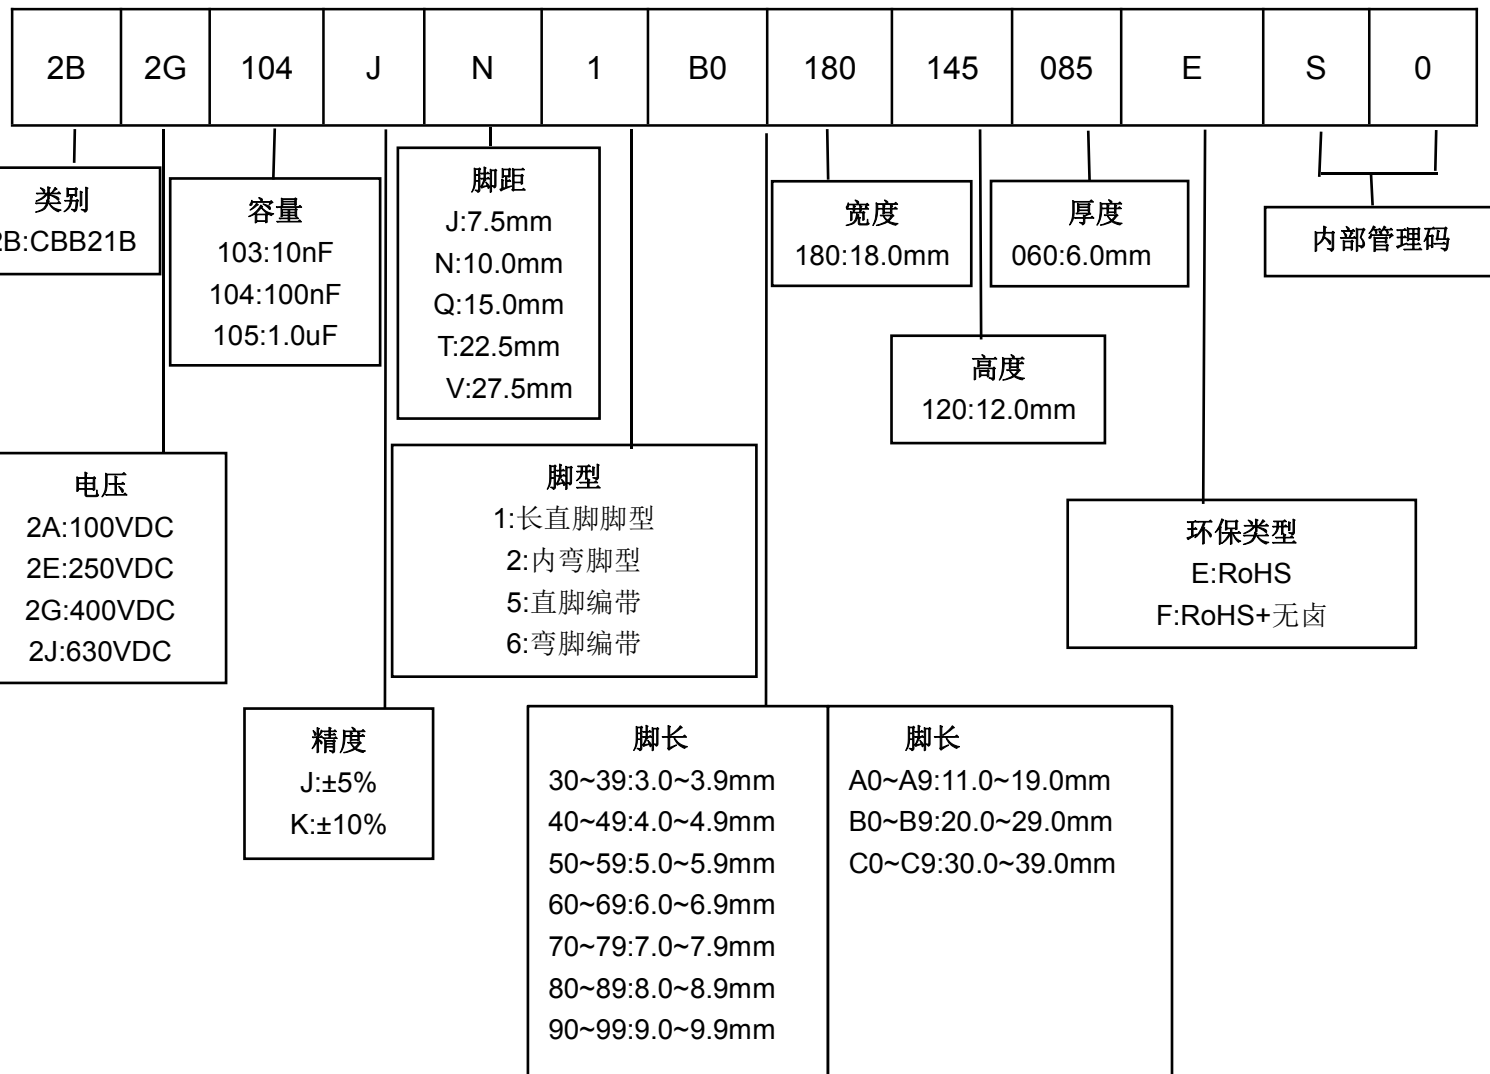 2B 2G 104 J N 1 B0 180 145 085 E S 0
类别
2B:CBB21B
容量
103:10nF
104:100nF
105:1.0uF
脚距
J:7.5mm
N:10.0mm
Q:15.0mm
T:22.5mm
V:27.5mm
宽度
180:18.0mm
厚度
060:6.0mm
内部管理码
高度
120:12.0mm
电压
2A:100VDC
2E:250VDC
2G:400VDC
2J:630VDC
脚型
1:长直脚脚型
2:内弯脚型
5:直脚编带
6:弯脚编带
环保类型
E:RoHS
F:RoHS+无卤
精度
J:±5%
K:±10%
脚长
30~39:3.0~3.9mm
40~49:4.0~4.9mm
50~59:5.0~5.9mm
60~69:6.0~6.9mm
70~79:7.0~7.9mm
80~89:8.0~8.9mm
90~99:9.0~9.9mm
脚长
A0~A9:11.0~19.0mm
B0~B9:20.0~29.0mm
C0~C9:30.0~39.0mm